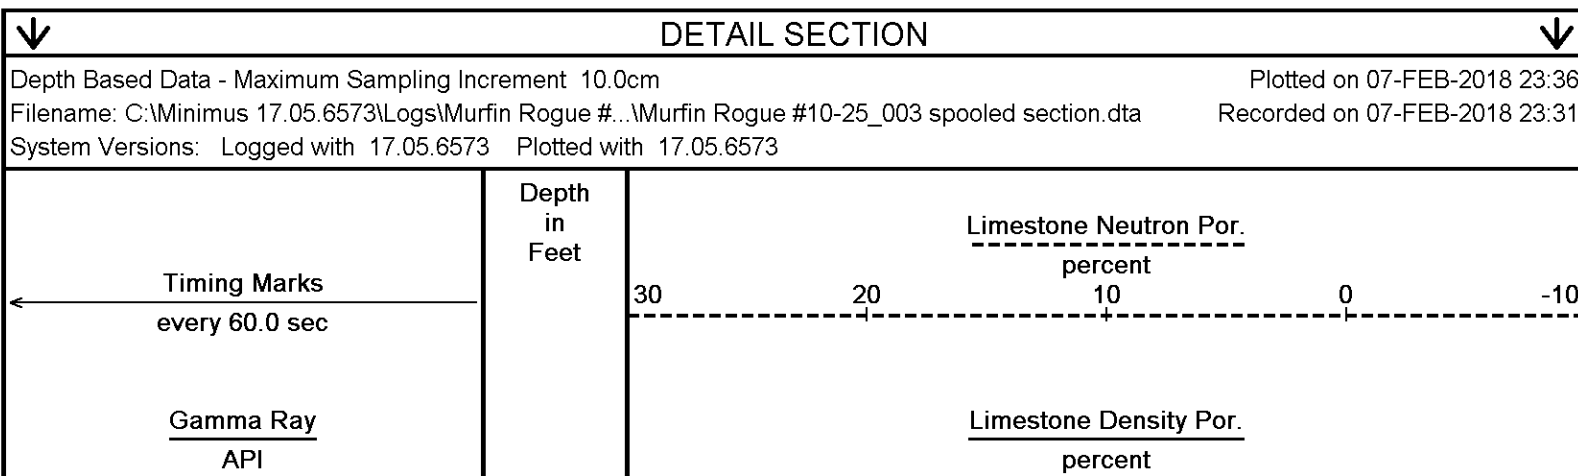 DETAIL SECTION
Depth Based Data - Maximum Sampling Increment 10.0cm Plotted on 07-FEB-2018 23:36
Filename: C:\Minimus 17.05.6573\Logs\Murfin Rogue #...\Murfin Rogue #10-25_003 spooled section.dta Recorded on 07-FEB-2018 23:31
System Versions: Logged with 17.05.6573 Plotted with 17.05.6573
Depth
in
Feet
Timing Marks
every 60.0 sec
Limestone Neutron Por.
percent
30 20 10 0 -10
Gamma Ray
API
Limestone Density Por.
percent